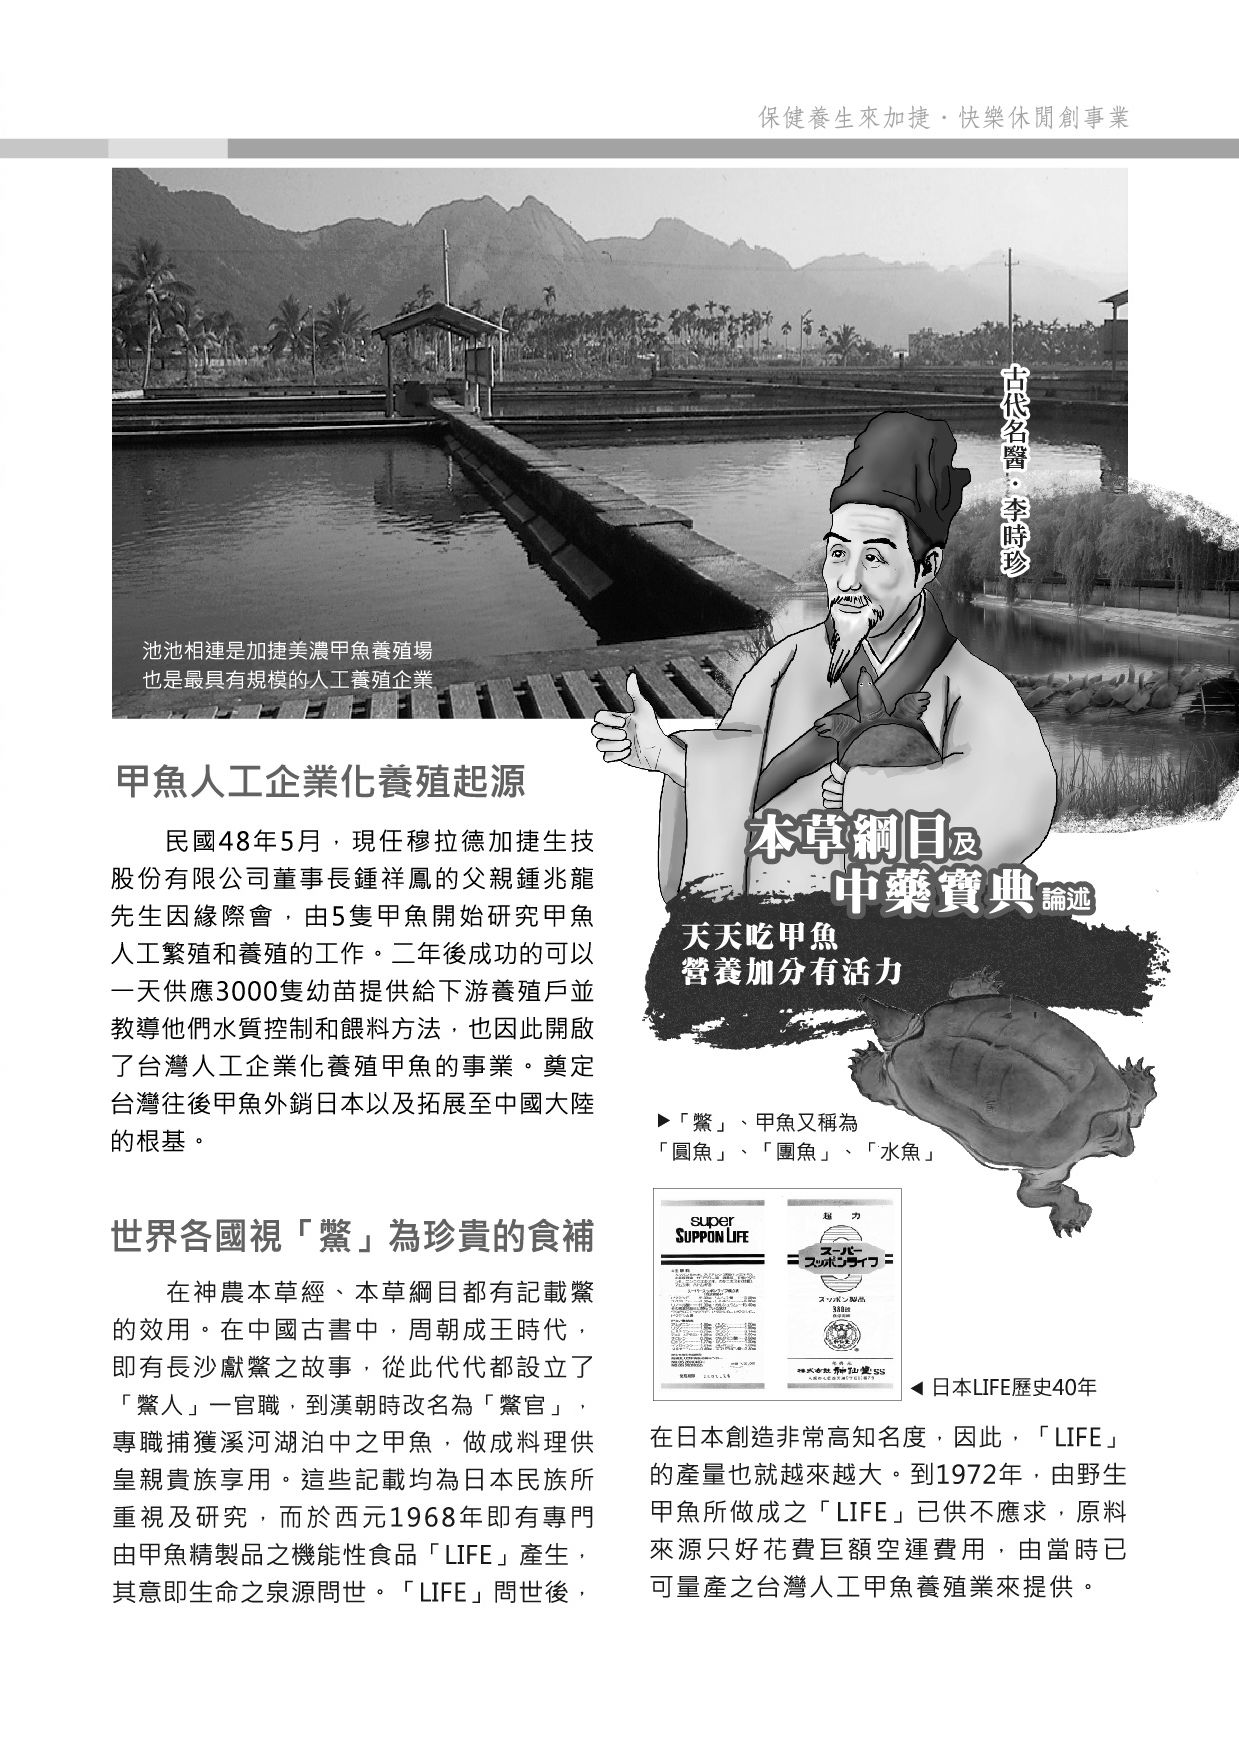 保健養生來加捷．快樂休閒創事業
古代名醫．李時珍
池池相連是加捷美濃甲魚養殖場
也是最具有規模的人工養殖企業
甲魚人工企業化養殖起源
民國48年5月，現任穆拉德加捷生技
股份有限公司董事長鍾祥鳳的父親鍾兆龍
先生因緣際會，由5隻甲魚開始研究甲魚
人工繁殖和養殖的工作。二年後成功的可以
一天供應3000隻幼苗提供給下游養殖戶並
教導他們水質控制和餵料方法，也因此開啟
了台灣人工企業化養殖甲魚的事業。奠定
台灣往後甲魚外銷日本以及拓展至中國大陸
的根基。
世界各國視「鱉」為珍貴的食補
在神農本草經、本草綱目都有記載鱉
的效用。在中國古書中，周朝成王時代，
即有長沙獻鱉之故事，從此代代都設立了
「鱉人」一官職，到漢朝時改名為「鱉官」，
專職捕獲溪河湖泊中之甲魚，做成料理供
皇親貴族享用。這些記載均為日本民族所
重視及研究，而於西元1968年即有專門
由甲魚精製品之機能性食品「LIFE」產生，
其意即生命之泉源問世。「LIFE」問世後，
本草綱目及
中藥寶典論述
天天吃甲魚
營養加分有活力
▶「鱉」、甲魚又稱為
「圓魚」、「團魚」、「水魚」
super
SUPPON LIFE
超 力
スーパー
スッポンライフ
スッポン製品
株式会社 神仙堂SS
◀ 日本LIFE歷史40年
在日本創造非常高知名度，因此，「LIFE」
的產量也就越來越大。到1972年，由野生
甲魚所做成之「LIFE」已供不應求，原料
來源只好花費巨額空運費用，由當時已
可量產之台灣人工甲魚養殖業來提供。